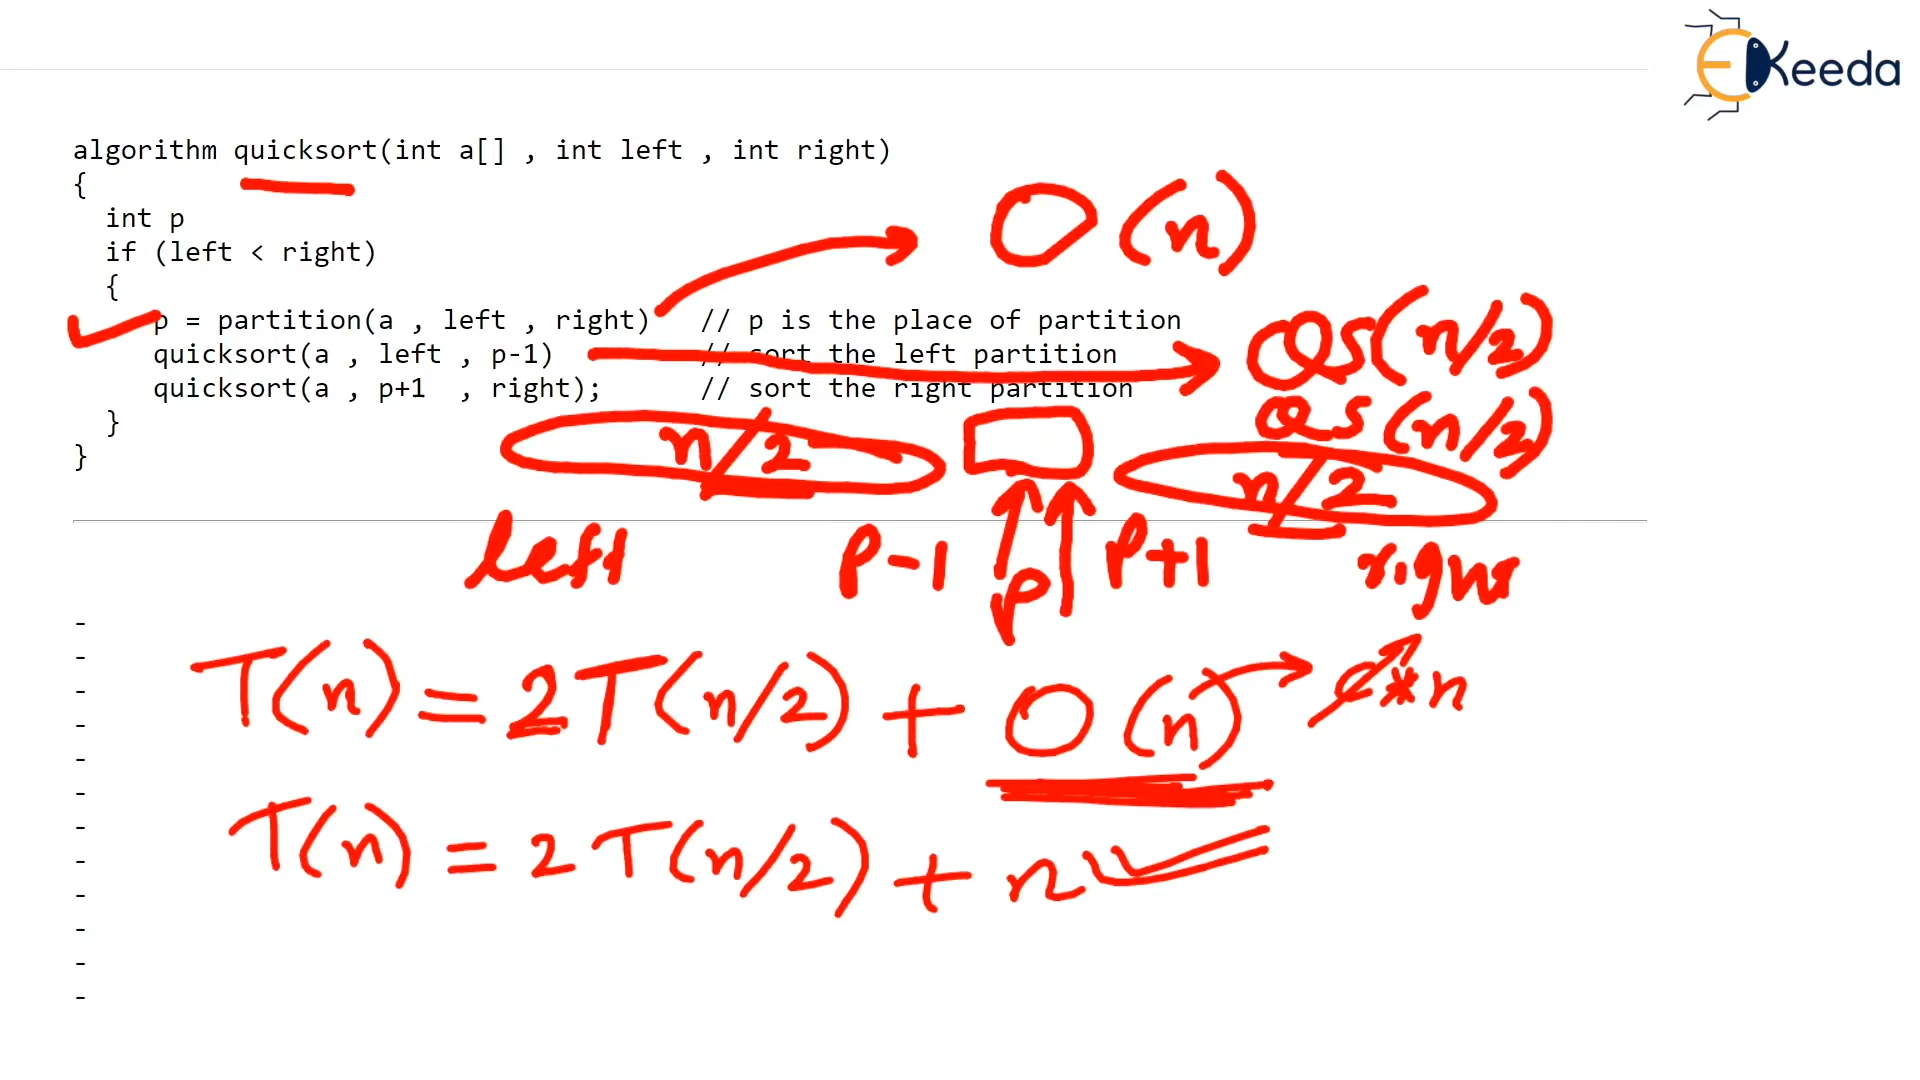 EKeeda
algorithm quicksort(int a[] , int left , int right)
{
int p
if (left < right)
{
p = partition(a , left , right) // p is the place of partition
quicksort(a , left , p-1) // sort the left partition
quicksort(a , p+1 , right); // sort the right partition
}
}
O(n)
QS(n/2)
QS(n/2)
n/2 n/2
left P-1 P P+1 right
T(n) = 2T(n/2) + O(n) c*n
T(n) = 2T(n/2) + n
-
-
-
-
-
-
-
-
-
-
-
-